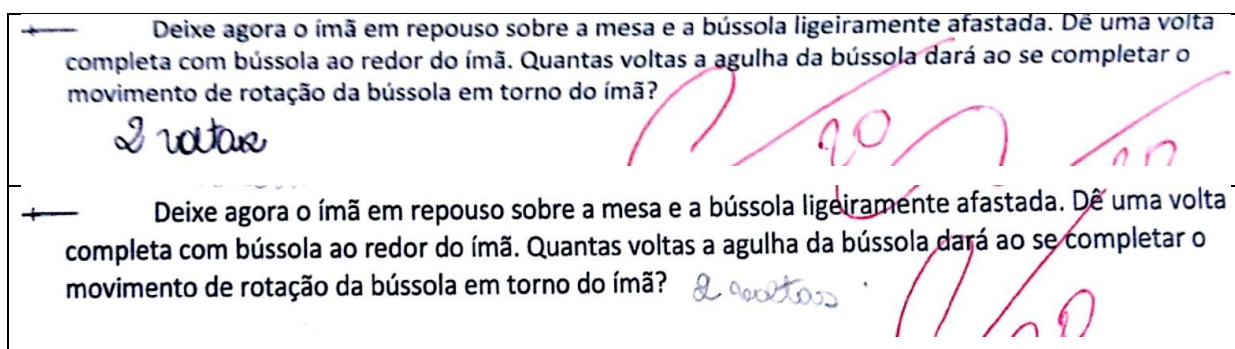 Deixe agora o ímã em repouso sobre a mesa e a bússola ligeiramente afastada. Dê uma volta
completa com bússola ao redor do ímã. Quantas voltas a agulha da bússola dará ao se completar o
movimento de rotação da bússola em torno do ímã?
2 voltas
Deixe agora o ímã em repouso sobre a mesa e a bússola ligeiramente afastada. Dê uma volta
completa com bússola ao redor do ímã. Quantas voltas a agulha da bússola dará ao se completar o
movimento de rotação da bússola em torno do ímã? 2 voltas